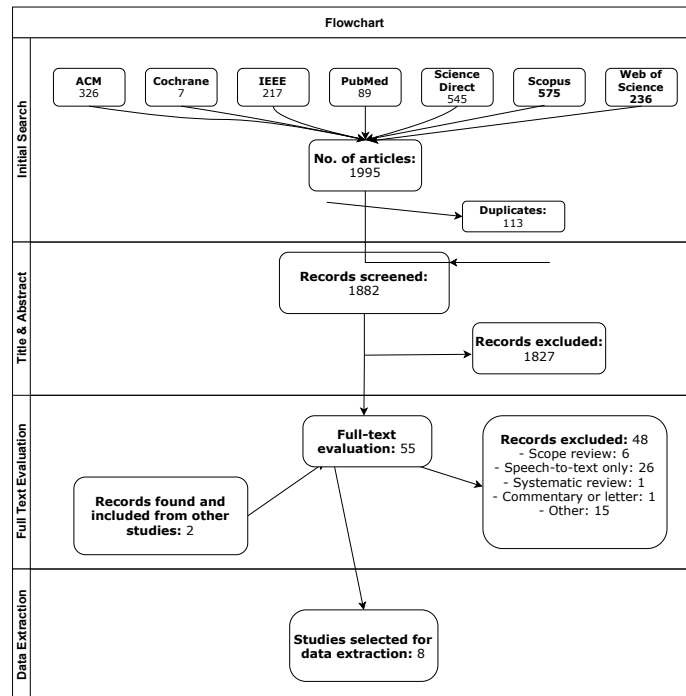 Flowchart
Initial Search
ACM
326
Cochrane
7
IEEE
217
PubMed
89
Science
Direct
545
Scopus
575
Web of
Science
236
No. of articles:
1995
Duplicates:
113
Title & Abstract
Records screened:
1882
Records excluded:
1827
Full Text Evaluation
Full-text
evaluation: 55
Records excluded: 48
- Scope review: 6
- Speech-to-text only: 26
- Systematic review: 1
- Commentary or letter: 1
- Other: 15
Records found and
included from other
studies: 2
Data Extraction
Studies selected for
data extraction: 8